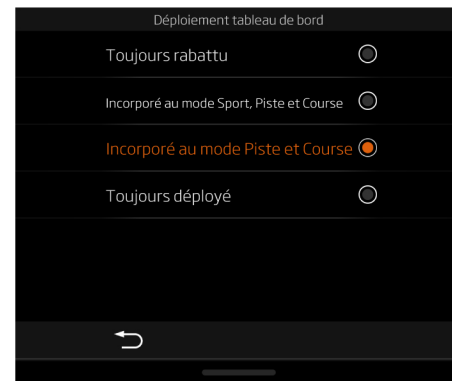 Déploiement tableau de bord
Toujours rabattu
Incorporé au mode Sport, Piste et Course
Incorporé au mode Piste et Course
Toujours déployé